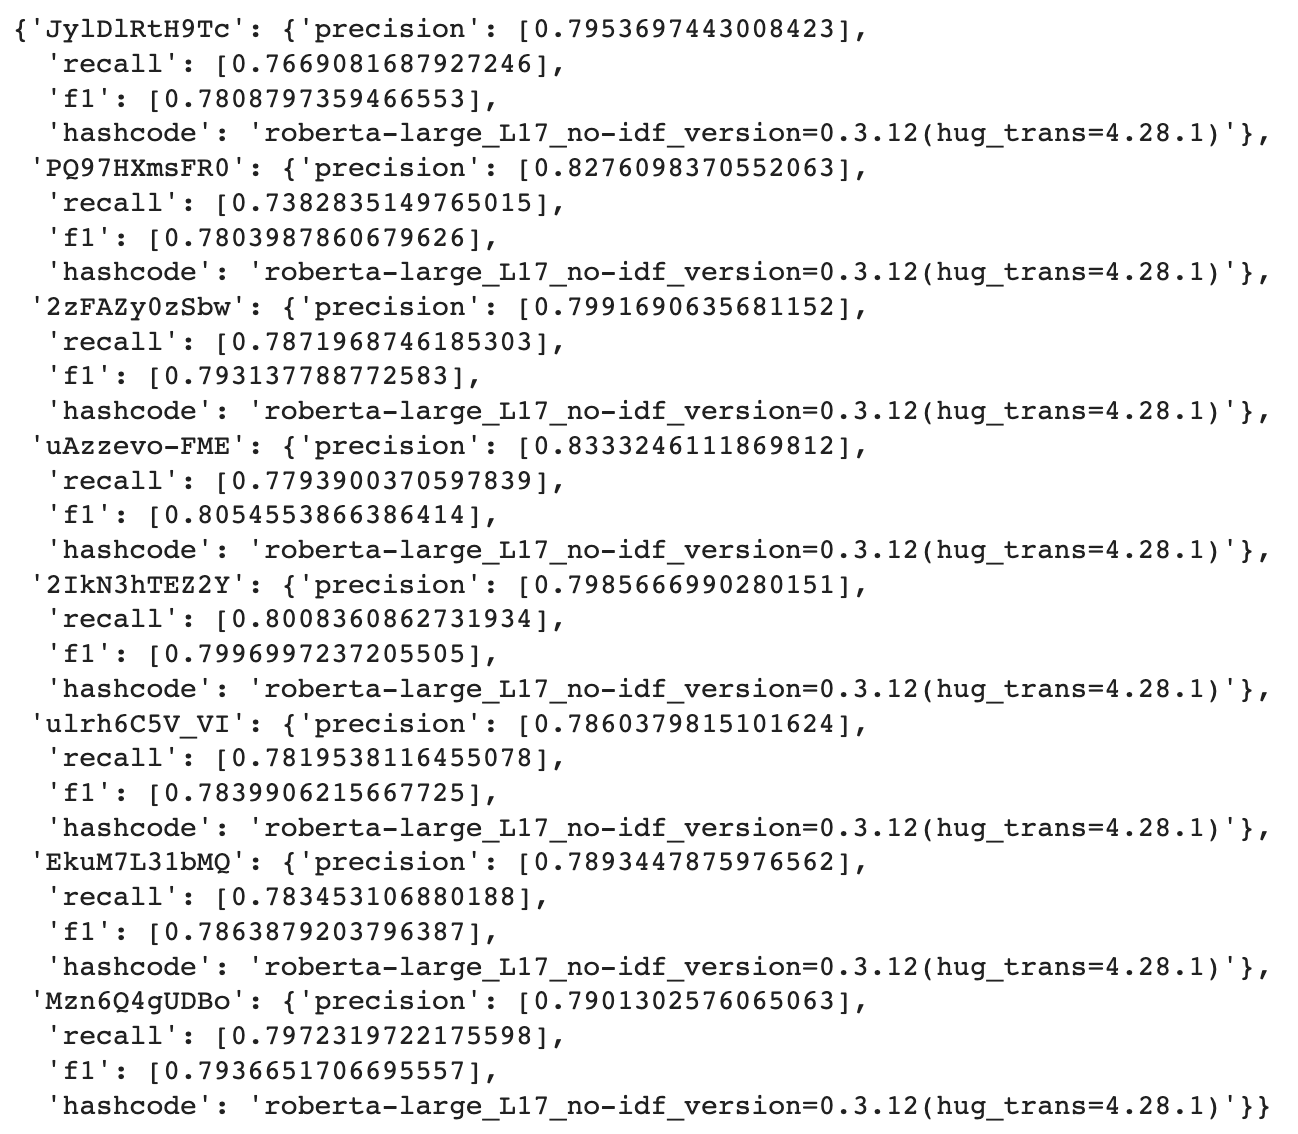 {'JylDlRtH9Tc': {'precision': [0.7953697443008423],
'recall': [0.7669081687927246],
'f1': [0.7808797359466553],
'hashcode': 'roberta-large_L17_no-idf_version=0.3.12(hug_trans=4.28.1)'},
'PQ97HXmsFR0': {'precision': [0.8276098370552063],
'recall': [0.7382835149765015],
'f1': [0.7803987860679626],
'hashcode': 'roberta-large_L17_no-idf_version=0.3.12(hug_trans=4.28.1)'},
'2zFAZy0zSbw': {'precision': [0.7991690635681152],
'recall': [0.7871968746185303],
'f1': [0.793137788772583],
'hashcode': 'roberta-large_L17_no-idf_version=0.3.12(hug_trans=4.28.1)'},
'uAzzevo-FME': {'precision': [0.8333246111869812],
'recall': [0.7793900370597839],
'f1': [0.8054553866386414],
'hashcode': 'roberta-large_L17_no-idf_version=0.3.12(hug_trans=4.28.1)'},
'2IkN3hTEZ2Y': {'precision': [0.7985666990280151],
'recall': [0.8008360862731934],
'f1': [0.7996997237205505],
'hashcode': 'roberta-large_L17_no-idf_version=0.3.12(hug_trans=4.28.1)'},
'ulrh6C5V_VI': {'precision': [0.7860379815101624],
'recall': [0.7819538116455078],
'f1': [0.7839906215667725],
'hashcode': 'roberta-large_L17_no-idf_version=0.3.12(hug_trans=4.28.1)'},
'EkuM7L31bMQ': {'precision': [0.7893447875976562],
'recall': [0.783453106880188],
'f1': [0.7863879203796387],
'hashcode': 'roberta-large_L17_no-idf_version=0.3.12(hug_trans=4.28.1)'},
'Mzn6Q4gUDBo': {'precision': [0.7901302576065063],
'recall': [0.7972319722175598],
'f1': [0.7936651706695557],
'hashcode': 'roberta-large_L17_no-idf_version=0.3.12(hug_trans=4.28.1)'}}